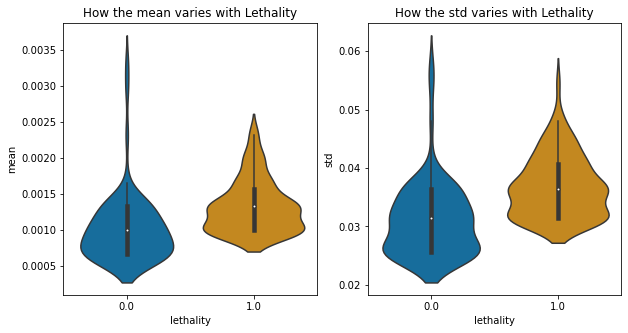 How the mean varies with Lethality
mean
0.0035
0.0030
0.0025
0.0020
0.0015
0.0010
0.0005
0.0 1.0
lethality
How the std varies with Lethality
std
0.06
0.05
0.04
0.03
0.02
0.0 1.0
lethality